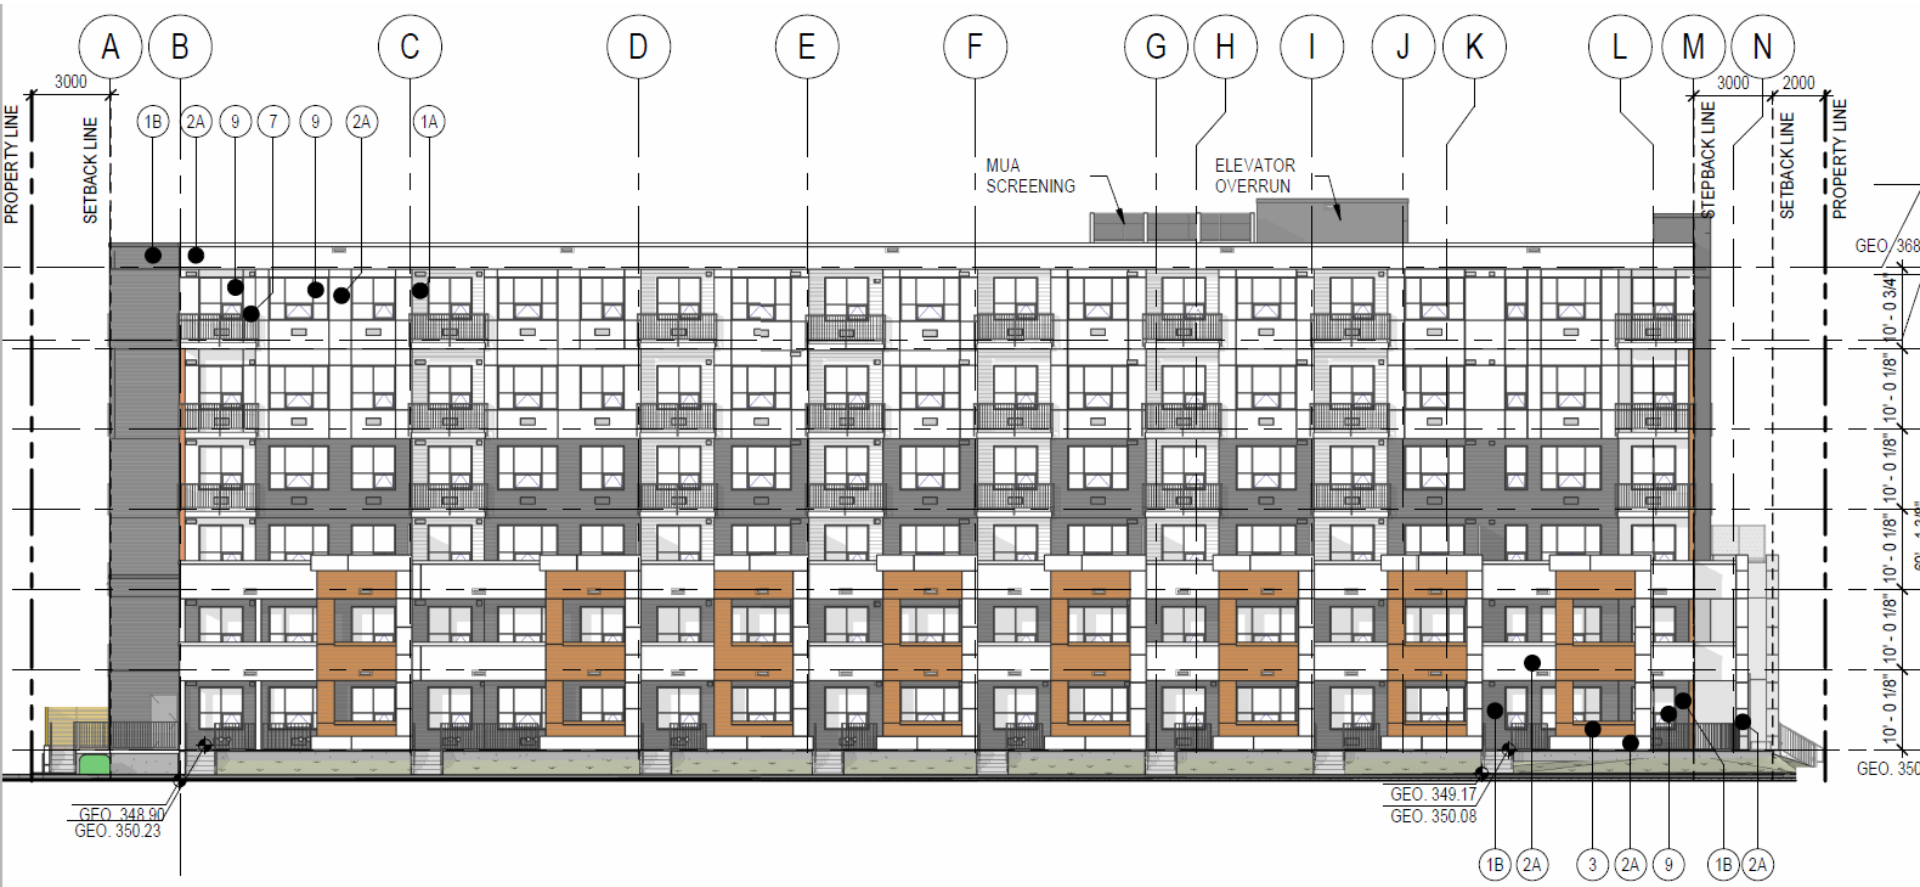 A B C D E F G H I J K L M N
3000
3000 2000
PROPERTY LINE
SETBACK LINE
1B 2A 9 7 9 2A 1A
MUA
SCREENING
ELEVATOR
OVERRUN
STEPBACK LINE
SETBACK LINE
PROPERTY LINE
GEO. 368
10' - 0 3/4"
10' - 0 1/8"
10' - 0 1/8"
10' - 0 1/8"
10' - 0 1/8"
10' - 0 1/8"
GEO. 350
GEO. 348.90
GEO. 350.23
GEO. 349.17
GEO. 350.08
1B 2A 3 2A 9 1B 2A